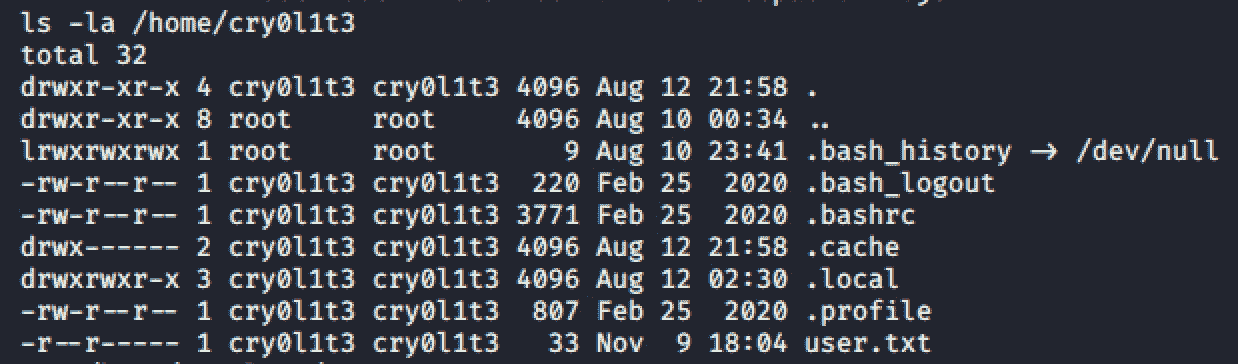 ls -la /home/cry0l1t3
total 32
drwxr-xr-x 4 cry0l1t3 cry0l1t3 4096 Aug 12 21:58 .
drwxr-xr-x 8 root     root     4096 Aug 10 00:34 ..
lrwxrwxrwx 1 root     root        9 Aug 10 23:41 .bash_history → /dev/null
-rw-r--r-- 1 cry0l1t3 cry0l1t3  220 Feb 25  2020 .bash_logout
-rw-r--r-- 1 cry0l1t3 cry0l1t3 3771 Feb 25  2020 .bashrc
drwx------ 2 cry0l1t3 cry0l1t3 4096 Aug 12 21:58 .cache
drwxrwxr-x 3 cry0l1t3 cry0l1t3 4096 Aug 12 02:30 .local
-rw-r--r-- 1 cry0l1t3 cry0l1t3  807 Feb 25  2020 .profile
-r--r----- 1 cry0l1t3 cry0l1t3   33 Nov  9 18:04 user.txt